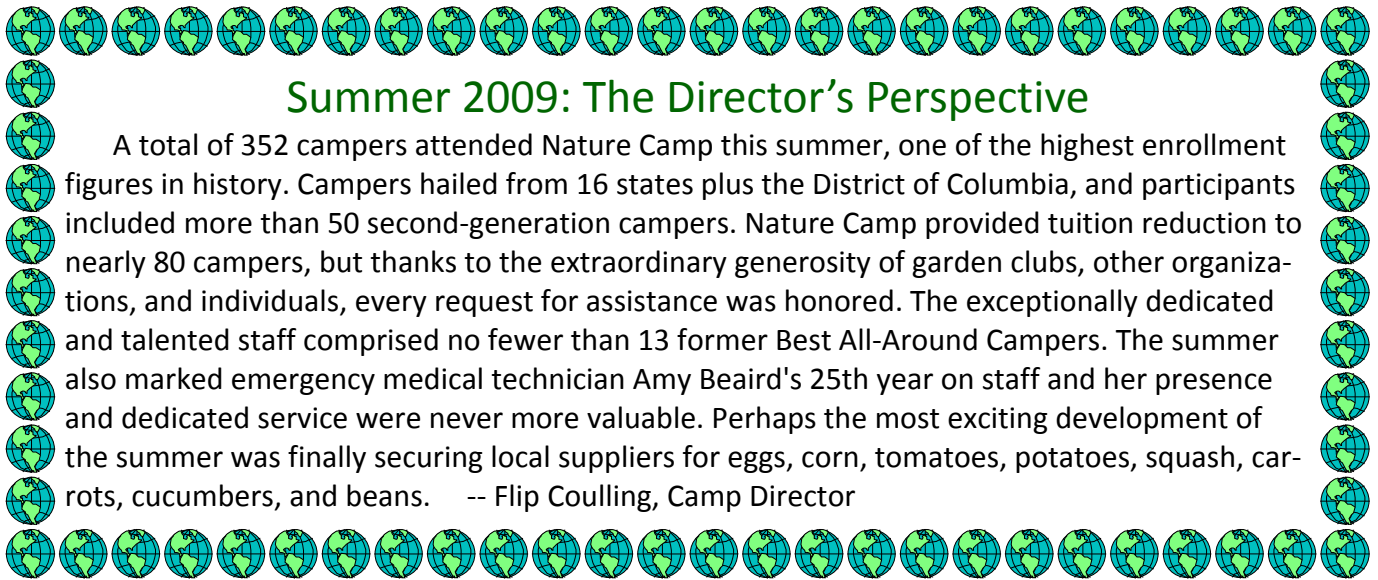 Summer 2009: The Director’s Perspective
A total of 352 campers attended Nature Camp this summer, one of the highest enrollment
figures in history. Campers hailed from 16 states plus the District of Columbia, and participants
included more than 50 second-generation campers. Nature Camp provided tuition reduction to
nearly 80 campers, but thanks to the extraordinary generosity of garden clubs, other organiza-
tions, and individuals, every request for assistance was honored. The exceptionally dedicated
and talented staff comprised no fewer than 13 former Best All-Around Campers. The summer
also marked emergency medical technician Amy Beaird's 25th year on staff and her presence
and dedicated service were never more valuable. Perhaps the most exciting development of
the summer was finally securing local suppliers for eggs, corn, tomatoes, potatoes, squash, car-
rots, cucumbers, and beans. -- Flip Coulling, Camp Director